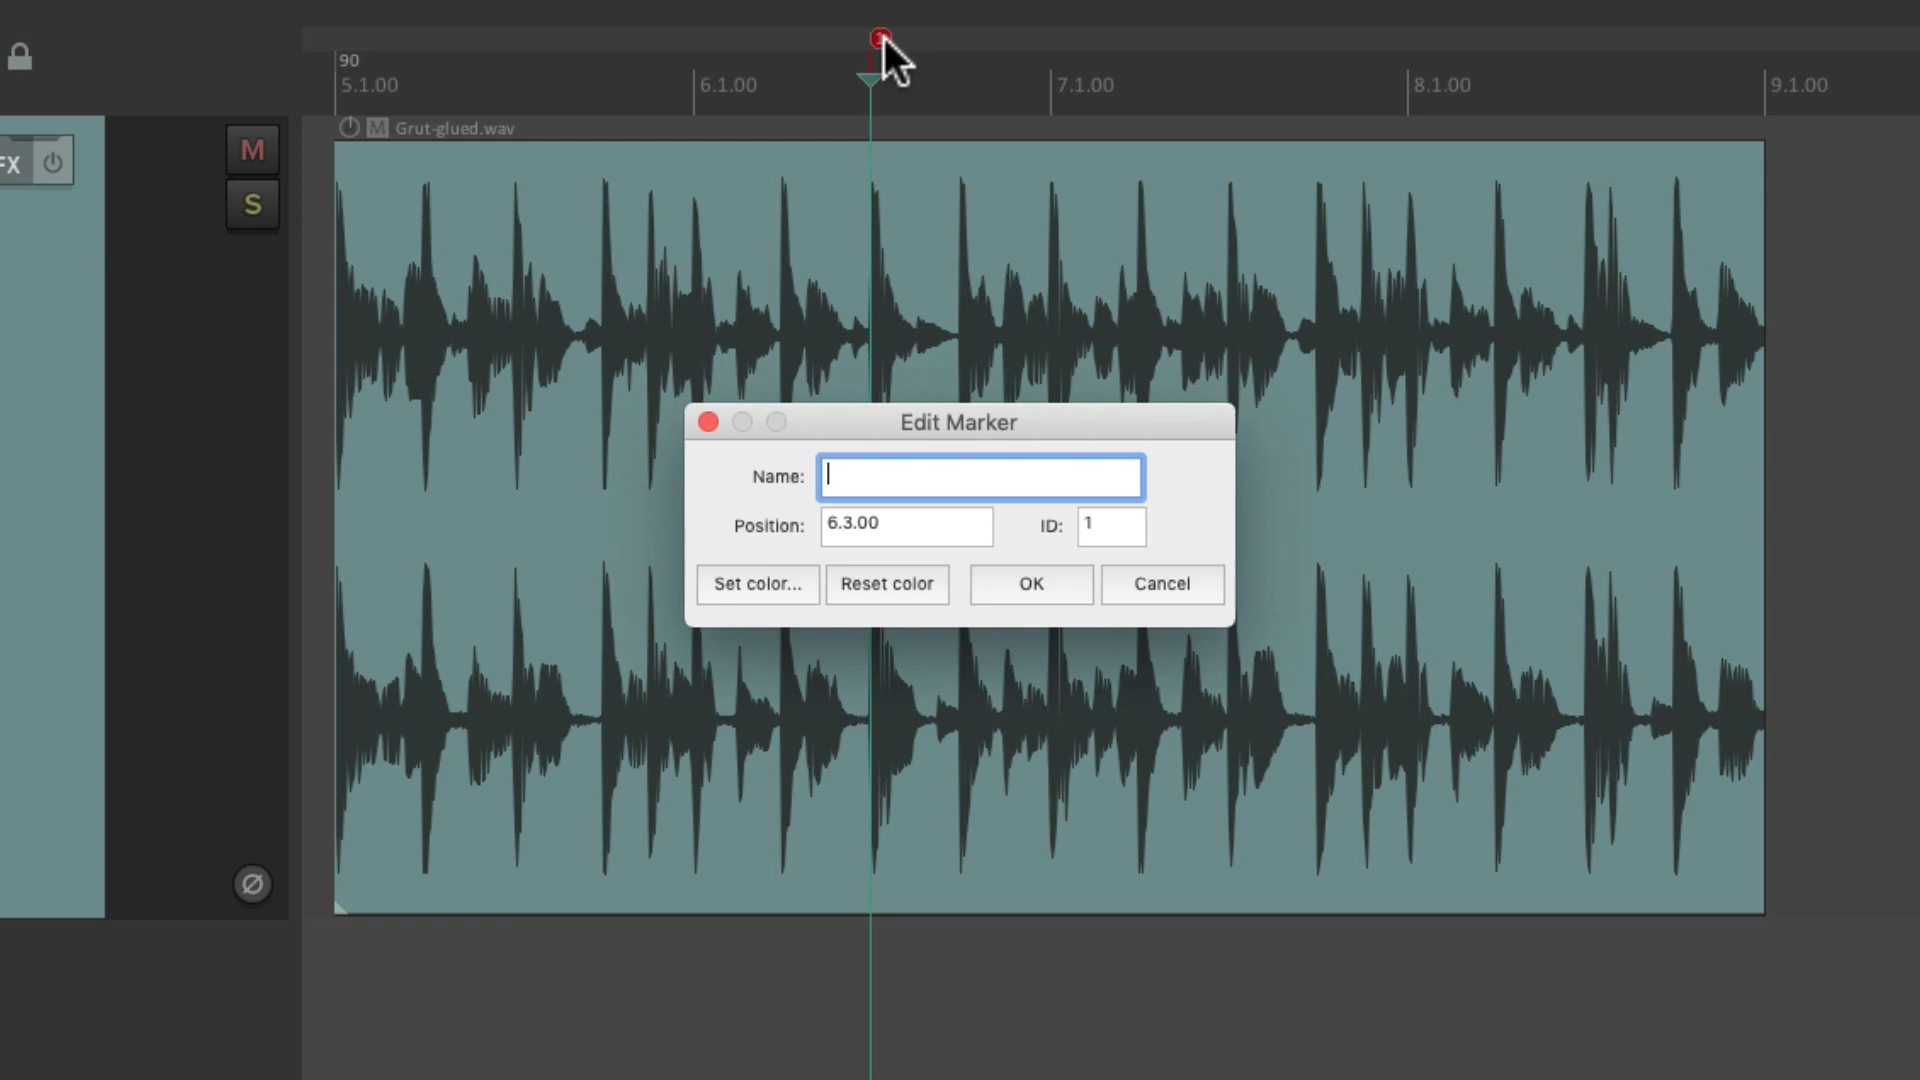 1
90
5.1.00 6.1.00 7.1.00 8.1.00 9.1.00
M Grut-glued.wav
M
FX
S
Edit Marker
Name:
Position: 6.3.00 ID: 1
Set color... Reset color OK Cancel